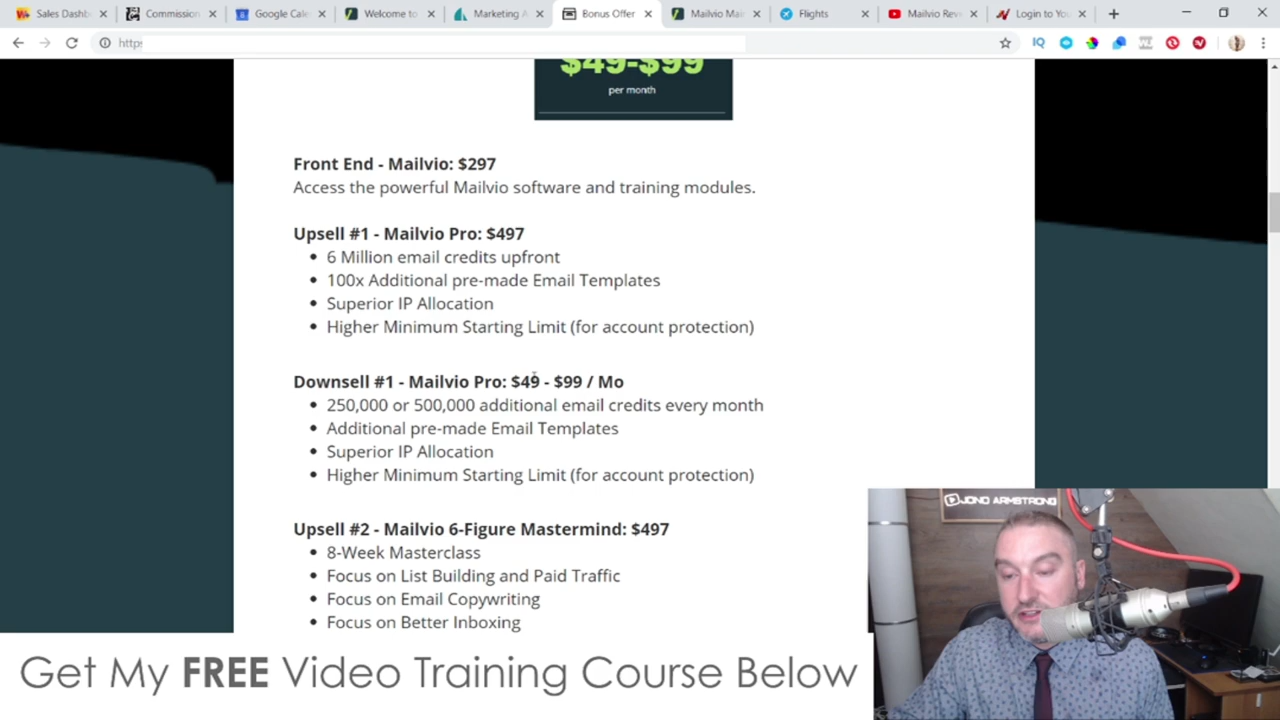 Sales Dashb
Commission
Google Cale
Welcome to
Marketing A
Bonus Offer
Mailvio Mai
Flights
Mailvio Rev
Login to You
http
$49-$99
per month
Front End - Mailvio: $297
Access the powerful Mailvio software and training modules.
Upsell #1 - Mailvio Pro: $497
• 6 Million email credits upfront
• 100x Additional pre-made Email Templates
• Superior IP Allocation
• Higher Minimum Starting Limit (for account protection)
Downsell #1 - Mailvio Pro: $49 - $99 / Mo
• 250,000 or 500,000 additional email credits every month
• Additional pre-made Email Templates
• Superior IP Allocation
• Higher Minimum Starting Limit (for account protection)
Upsell #2 - Mailvio 6-Figure Mastermind: $497
• 8-Week Masterclass
• Focus on List Building and Paid Traffic
• Focus on Email Copywriting
• Focus on Better Inboxing
JONO ARMSTRONG
Get My FREE Video Training Course Below